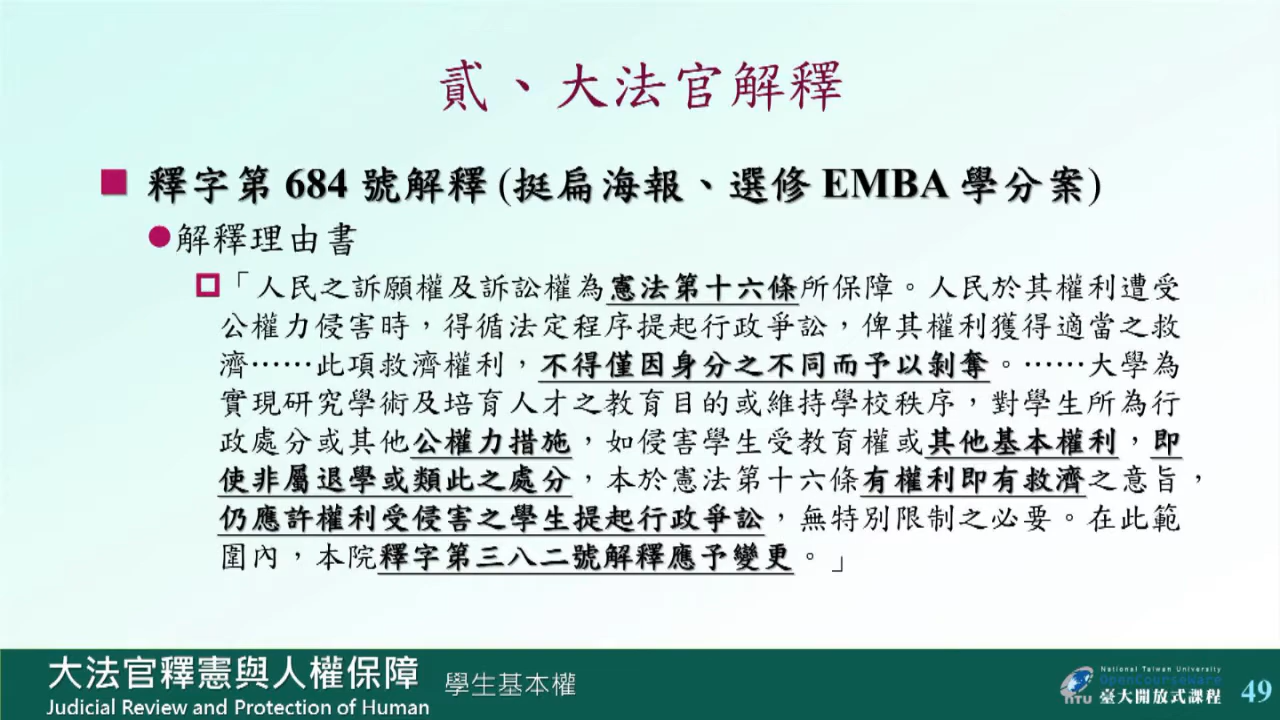 貳、大法官解釋
釋字第 684 號解釋 (挺扁海報、選修 EMBA 學分案)
解釋理由書
「人民之訴願權及訴訟權為憲法第十六條所保障。人民於其權利遭受
公權力侵害時，得循法定程序提起行政爭訟，俾其權利獲得適當之救
濟……此項救濟權利，不得僅因身分之不同而予以剝奪。……大學為
實現研究學術及培育人才之教育目的或維持學校秩序，對學生所為行
政處分或其他公權力措施，如侵害學生受教育權或其他基本權利，即
使非屬退學或類此之處分，本於憲法第十六條有權利即有救濟之意旨，
仍應許權利受侵害之學生提起行政爭訟，無特別限制之必要。在此範
圍內，本院釋字第三八二號解釋應予變更。」
大法官釋憲與人權保障 學生基本權
Judicial Review and Protection of Human
National Taiwan University
OpenCourseware
NTU 臺大開放式課程 49